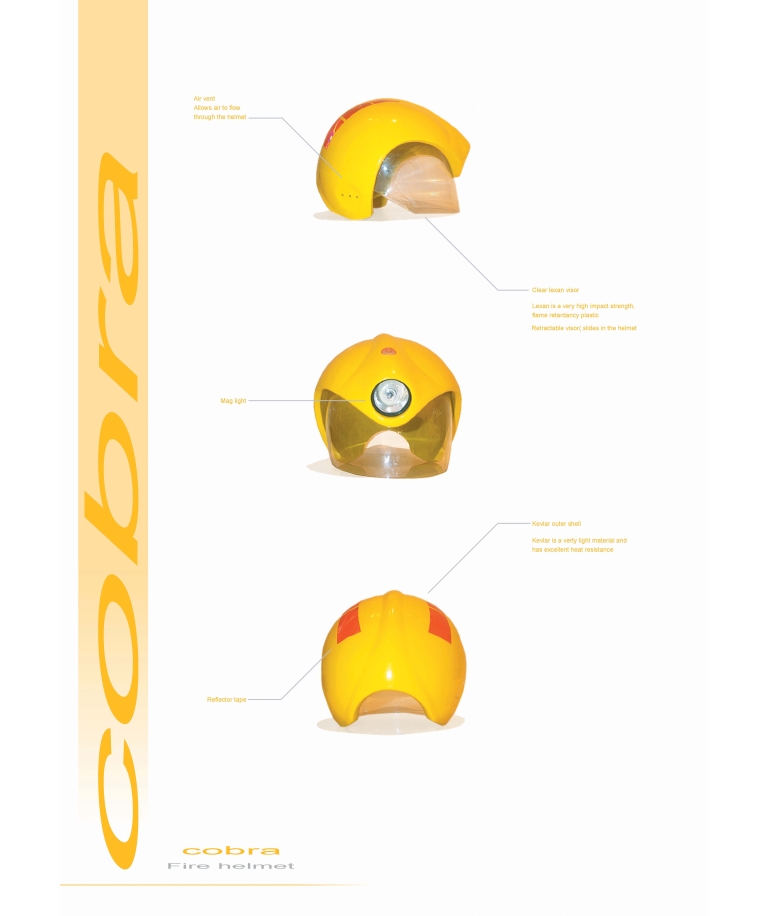 cobra
Air vent
Allows air to flow
through the helmet
Clear lexan visor
Lexan is a very high impact strength,
flame retardancy plastic
Retractable visor( slides in the helmet
Mag light
Kevlar outer shell
Kevler is a verty light material and
has excellent heat resistance
Reflector tape
cobra
Fire helmet